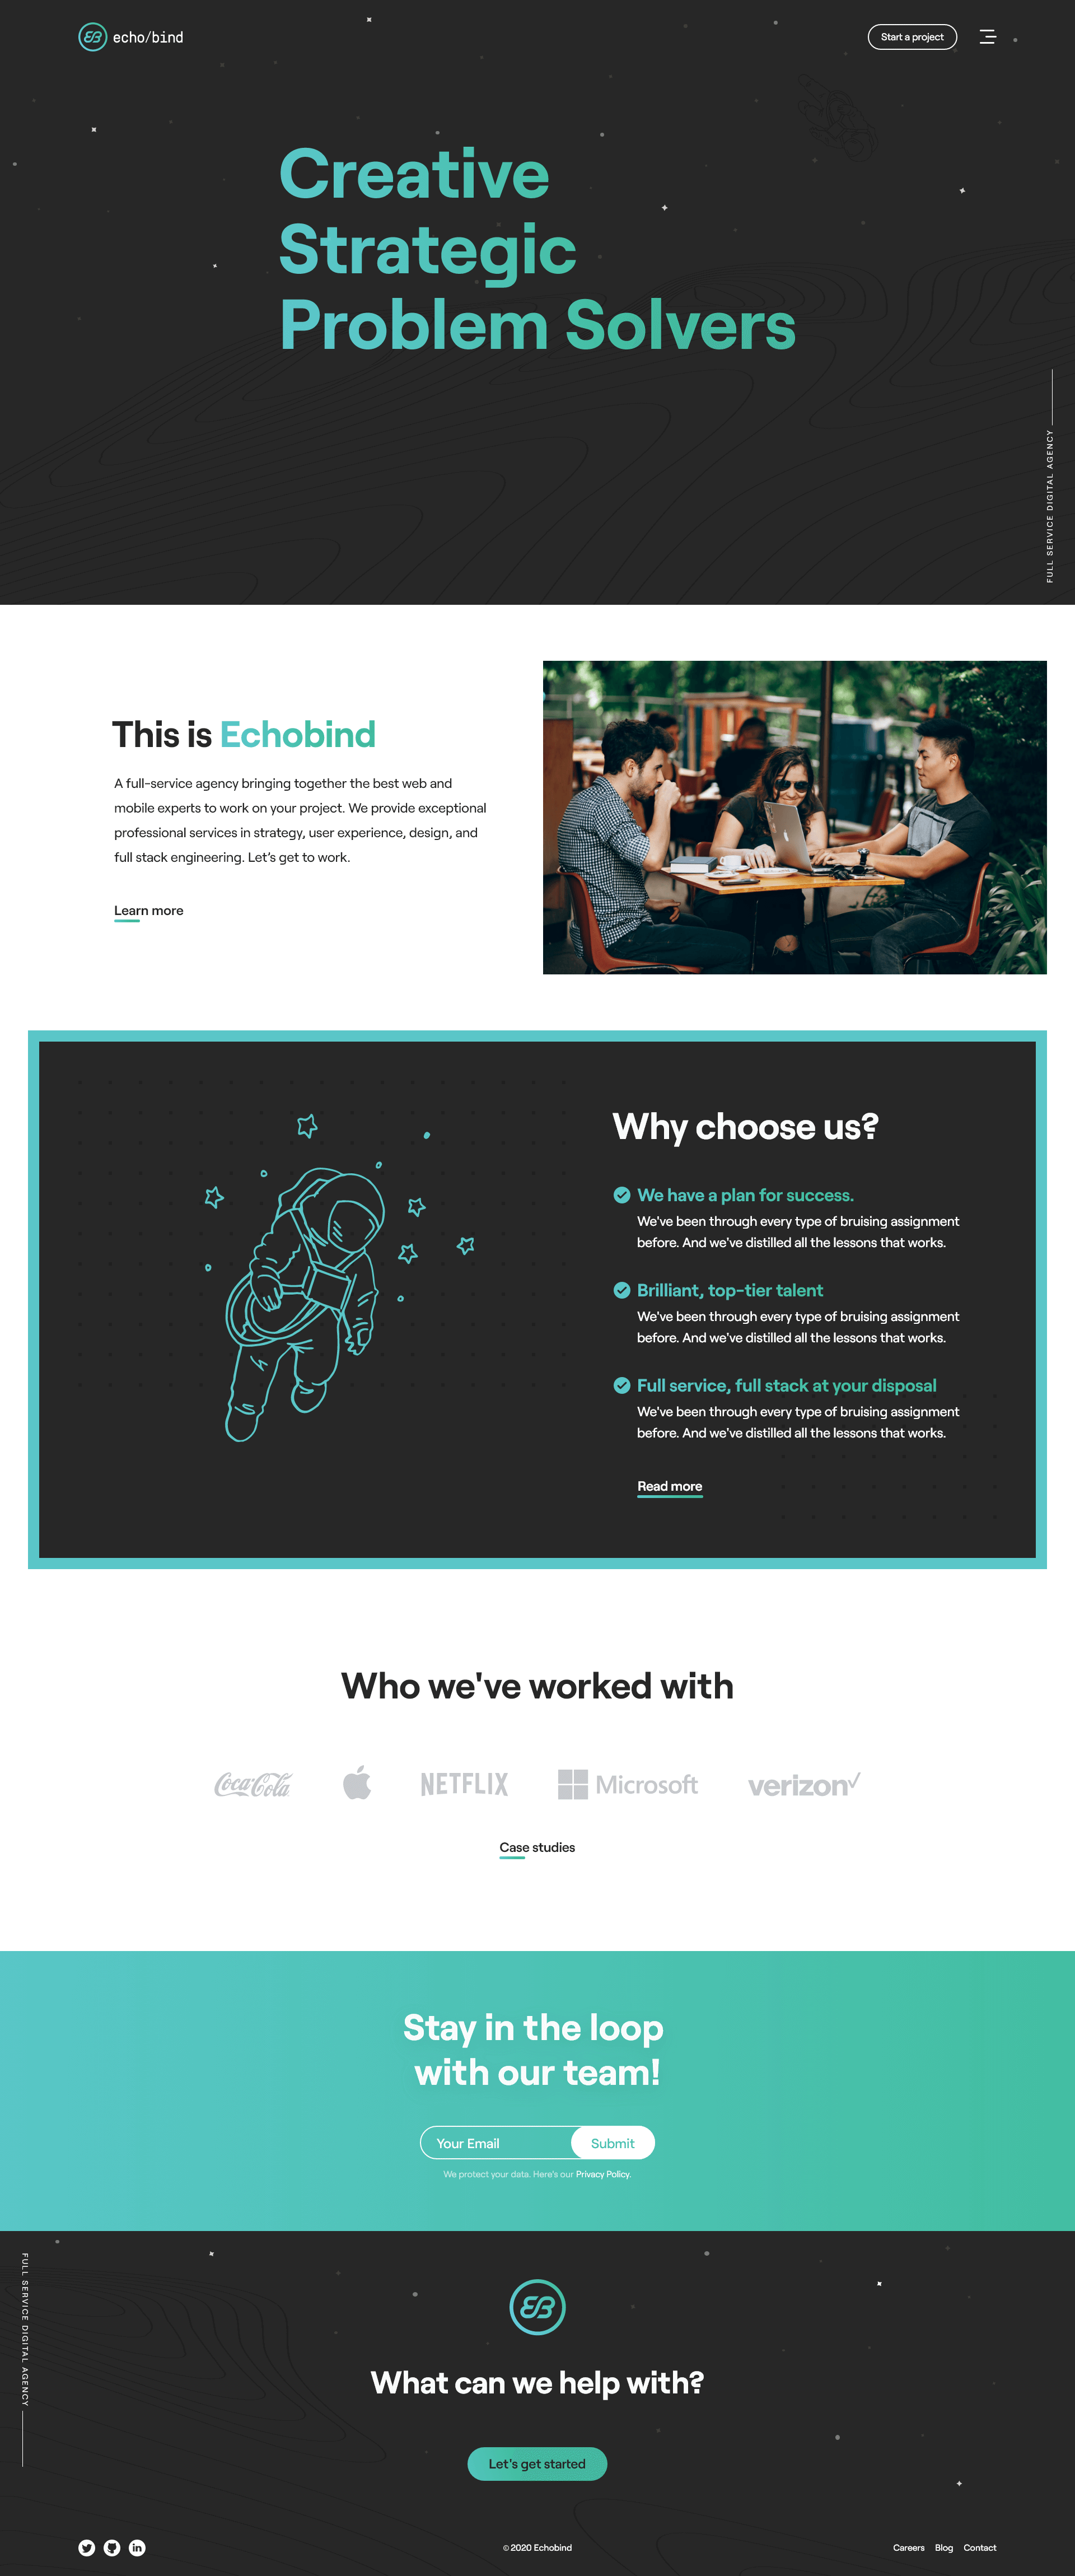 echo/bind
Start a project
Creative
Strategic
Problem Solvers
FULL SERVICE DIGITAL AGENCY
This is Echobind
A full-service agency bringing together the best web and
mobile experts to work on your project. We provide exceptional
professional services in strategy, user experience, design, and
full stack engineering. Let’s get to work.
Learn more
Why choose us?
We have a plan for success.
We've been through every type of bruising assignment
before. And we've distilled all the lessons that works.
Brilliant, top-tier talent
We've been through every type of bruising assignment
before. And we've distilled all the lessons that works.
Full service, full stack at your disposal
We've been through every type of bruising assignment
before. And we've distilled all the lessons that works.
Read more
Who we've worked with
Coca-Cola
NETFLIX
Microsoft
verizon✓
Case studies
Stay in the loop
with our team!
Your Email
Submit
We protect your data. Here's our Privacy Policy.
FULL SERVICE DIGITAL AGENCY
EB
What can we help with?
Let's get started
in
© 2020 Echobind
Careers Blog Contact